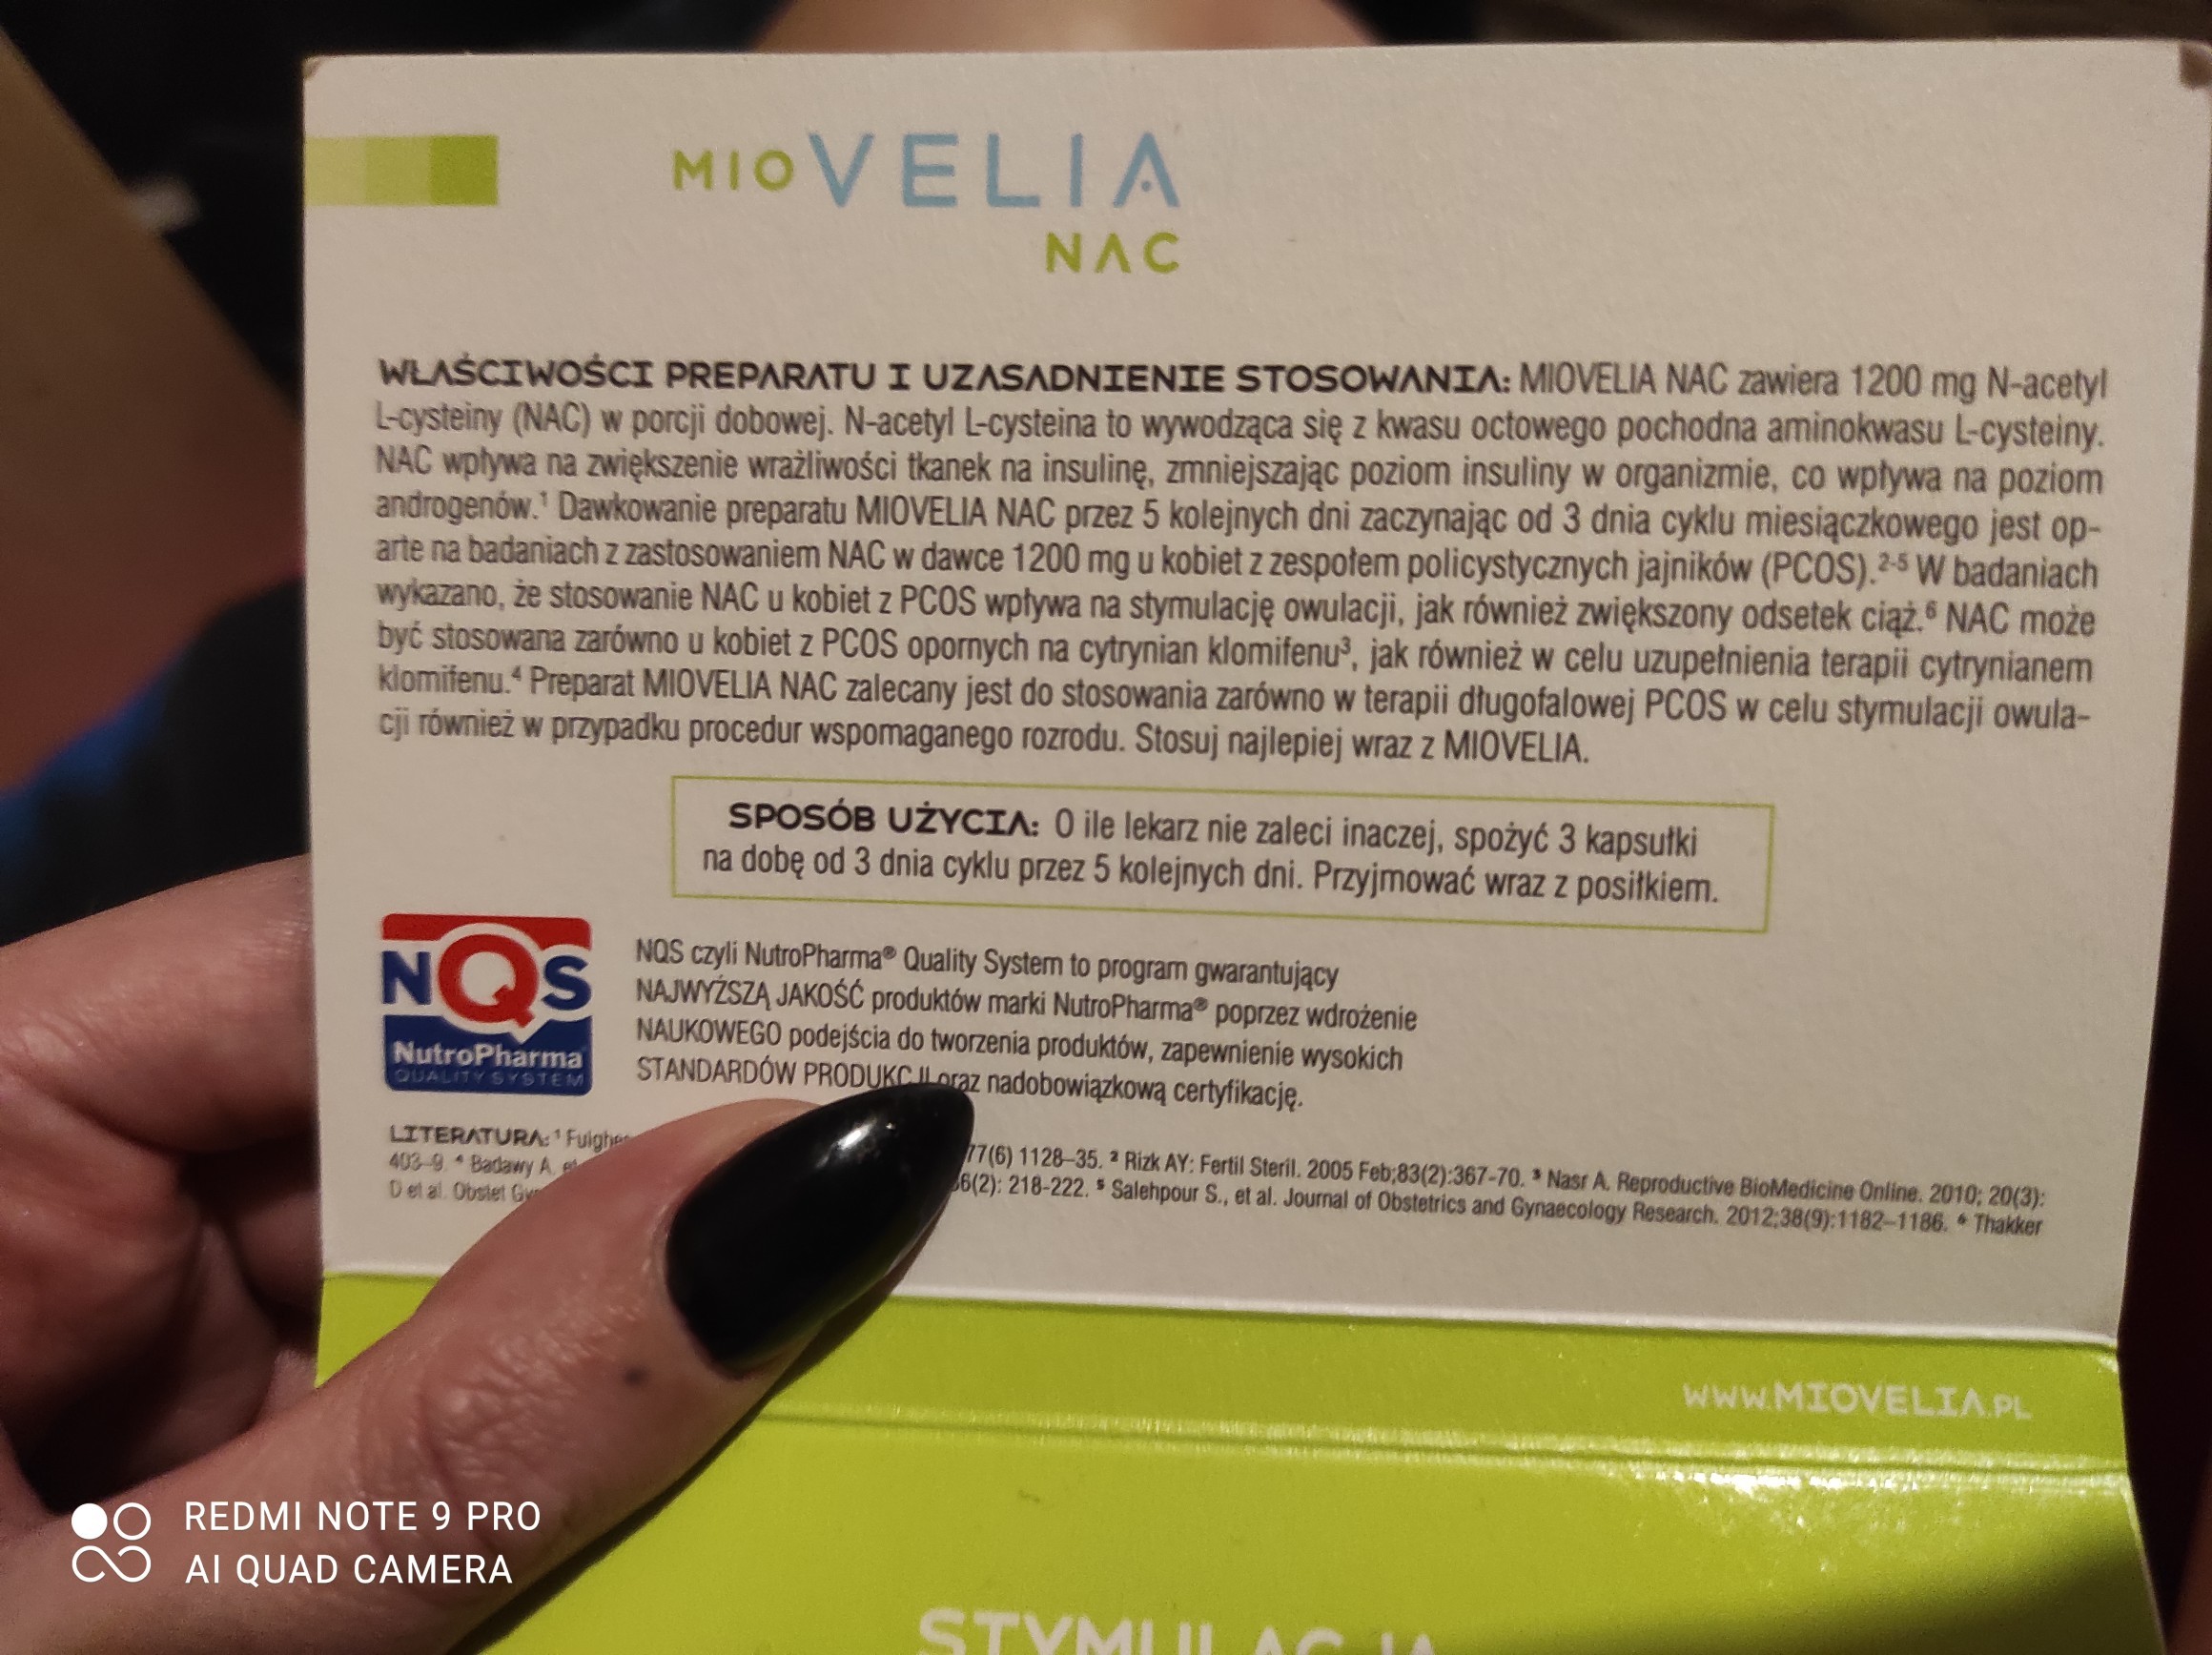 MIOVELIA
NAC
WŁAŚCIWOŚCI PREPARATU I UZASADNIENIE STOSOWANIA: MIOVELIA NAC zawiera 1200 mg N-acetyl
L-cysteiny (NAC) w porcji dobowej. N-acetyl L-cysteina to wywodząca się z kwasu octowego pochodna aminokwasu L-cysteiny.
NAC wpływa na zwiększenie wrażliwości tkanek na insulinę, zmniejszając poziom insuliny w organizmie, co wpływa na poziom
androgenów.¹ Dawkowanie preparatu MIOVELIA NAC przez 5 kolejnych dni zaczynając od 3 dnia cyklu miesiączkowego jest op-
arte na badaniach z zastosowaniem NAC w dawce 1200 mg u kobiet z zespołem policystycznych jajników (PCOS).²⁻⁵ W badaniach
wykazano, że stosowanie NAC u kobiet z PCOS wpływa na stymulację owulacji, jak również zwiększony odsetek ciąż.⁶ NAC może
być stosowana zarówno u kobiet z PCOS opornych na cytrynian klomifenu³, jak również w celu uzupełnienia terapii cytrynianem
klomifenu.⁴ Preparat MIOVELIA NAC zalecany jest do stosowania zarówno w terapii długofalowej PCOS w celu stymulacji owula-
cji również w przypadku procedur wspomaganego rozrodu. Stosuj najlepiej wraz z MIOVELIA.
SPOSÓB UŻYCIA: O ile lekarz nie zaleci inaczej, spożyć 3 kapsułki
na dobę od 3 dnia cyklu przez 5 kolejnych dni. Przyjmować wraz z posiłkiem.
NQS
NutroPharma
QUALITY SYSTEM
NQS czyli NutroPharma® Quality System to program gwarantujący
NAJWYŻSZĄ JAKOŚĆ produktów marki NutroPharma® poprzez wdrożenie
NAUKOWEGO podejścia do tworzenia produktów, zapewnienie wysokich
STANDARDÓW PRODUKCJI oraz nadobowiązkową certyfikację.
LITERATURA: ¹ 77(6) 1128–35. ² Rizk AY: Fertil Steril. 2005 Feb;83(2):367-70. ³ Nasr A. Reproductive BioMedicine Online. 2010; 20(3):
403–9. ⁴ Badawy A. 36(2): 218-222. ⁵ Salehpour S., et al. Journal of Obstetrics and Gynaecology Research. 2012;38(9):1182–1186. ⁶ Thakker
D et al. Obstet
WWW.MIOVELIA.PL
STYMULACJA
REDMI NOTE 9 PRO
AI QUAD CAMERA